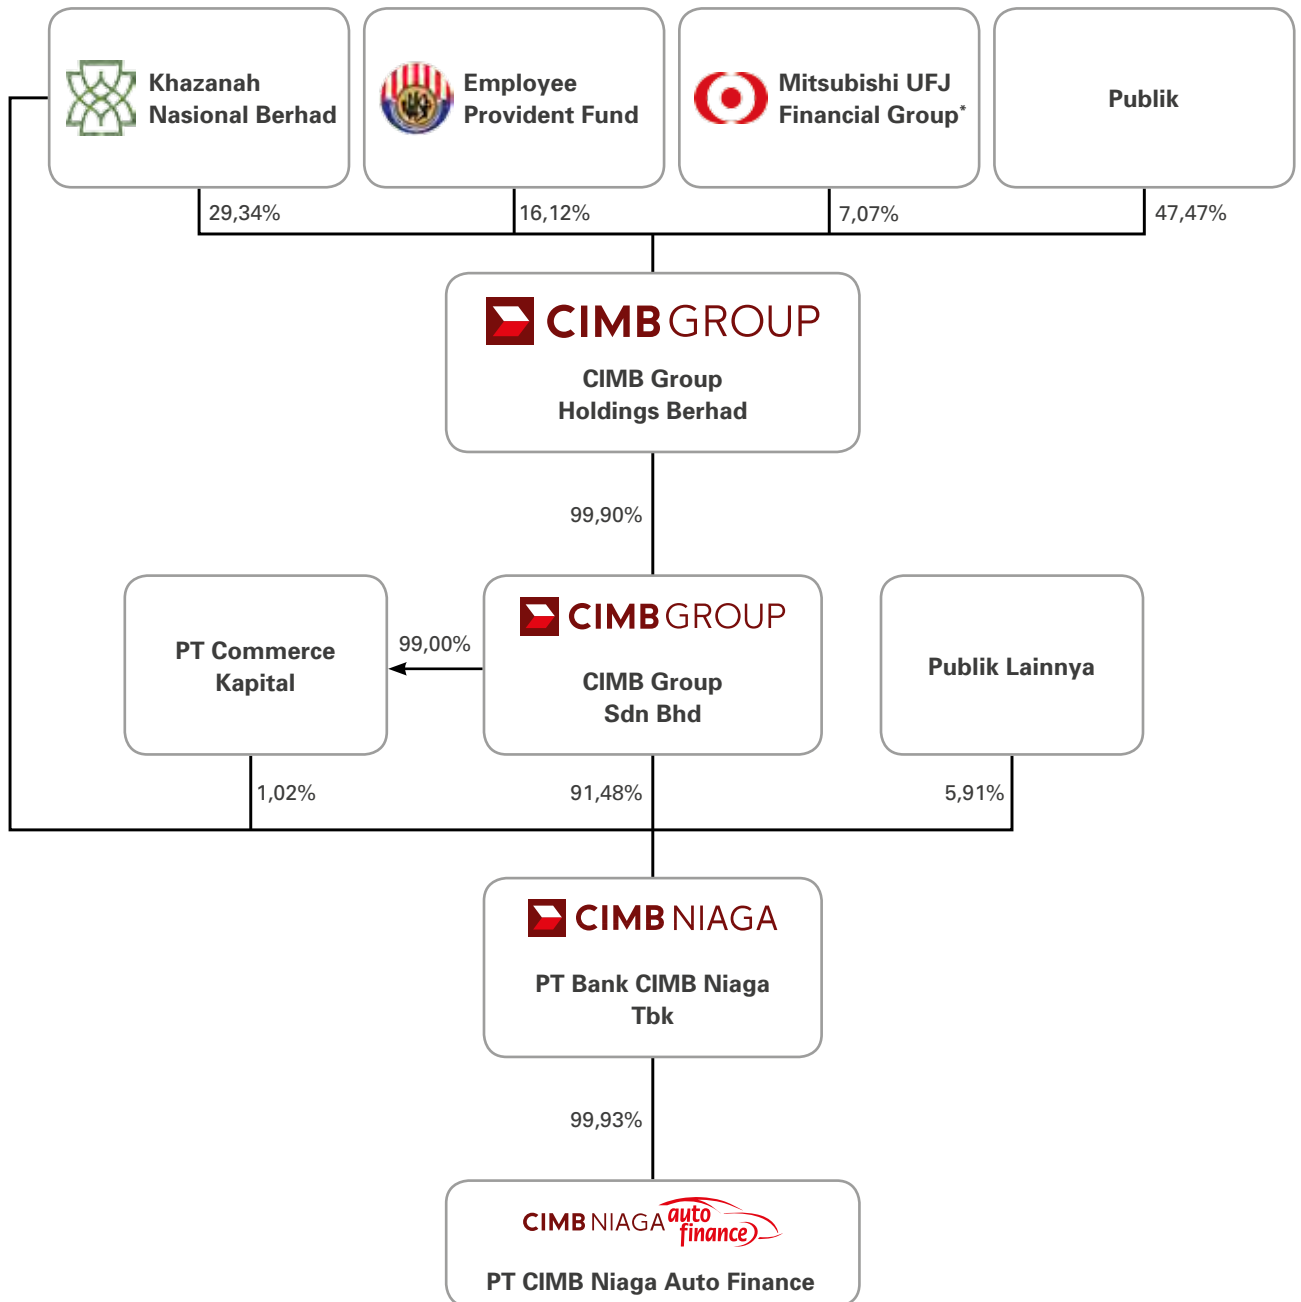 Khazanah
Nasional Berhad
Employee
Provident Fund
Mitsubishi UFJ
Financial Group*
Publik
29,34%
16,12%
7,07%
47,47%
CIMB GROUP
CIMB Group
Holdings Berhad
99,90%
PT Commerce
Kapital
99,00%
CIMB GROUP
CIMB Group
Sdn Bhd
Publik Lainnya
1,02%
91,48%
5,91%
CIMB NIAGA
PT Bank CIMB Niaga
Tbk
99,93%
CIMB NIAGA auto
finance
PT CIMB Niaga Auto Finance